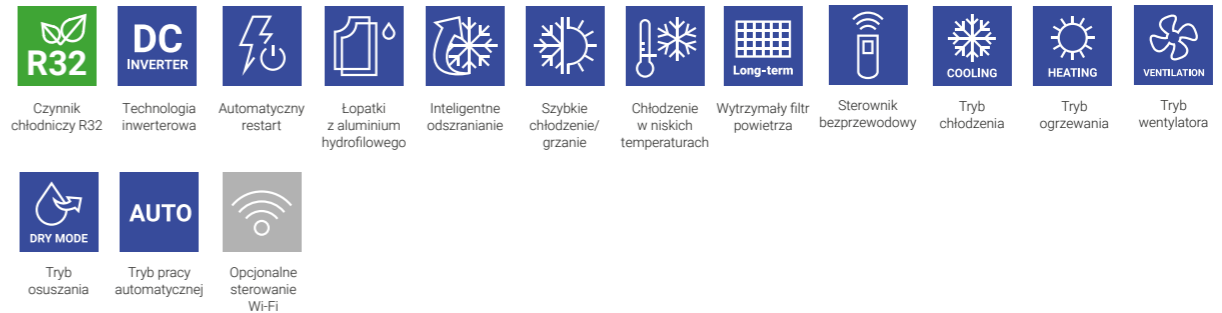 R32
Czynnik
chłodniczy R32
DC
INVERTER
Technologia
inwerterowa
Automatyczny
restart
Łopatki
z aluminium
hydrofilowego
Inteligentne
odszranianie
Szybkie
chłodzenie/
grzanie
Chłodzenie
w niskich
temperaturach
Long-term
Wytrzymały filtr
powietrza
Sterownik
bezprzewodowy
COOLING
Tryb
chłodzenia
HEATING
Tryb
ogrzewania
VENTILATION
Tryb
wentylatora
DRY MODE
Tryb
osuszania
AUTO
Tryb pracy
automatycznej
Opcjonalne
sterowanie
Wi-Fi